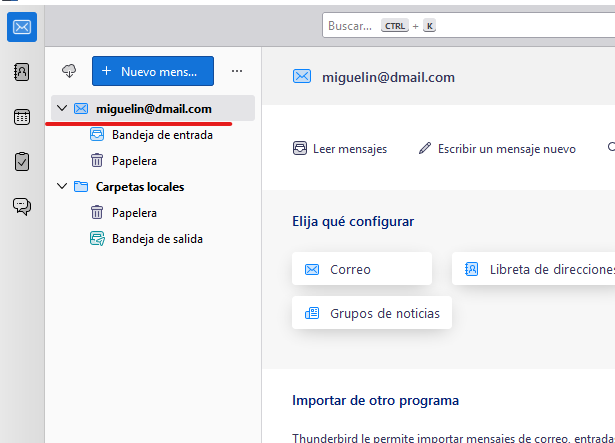 Buscar... CTRL + K
+ Nuevo mens... ...
miguelin@dmail.com
Bandeja de entrada
Papelera
Carpetas locales
Papelera
Bandeja de salida
miguelin@dmail.com
Leer mensajes Escribir un mensaje nuevo
Elija qué configurar
Correo Libreta de direcciones
Grupos de noticias
Importar de otro programa
Thunderbird le permite importar mensajes de correo, entrada